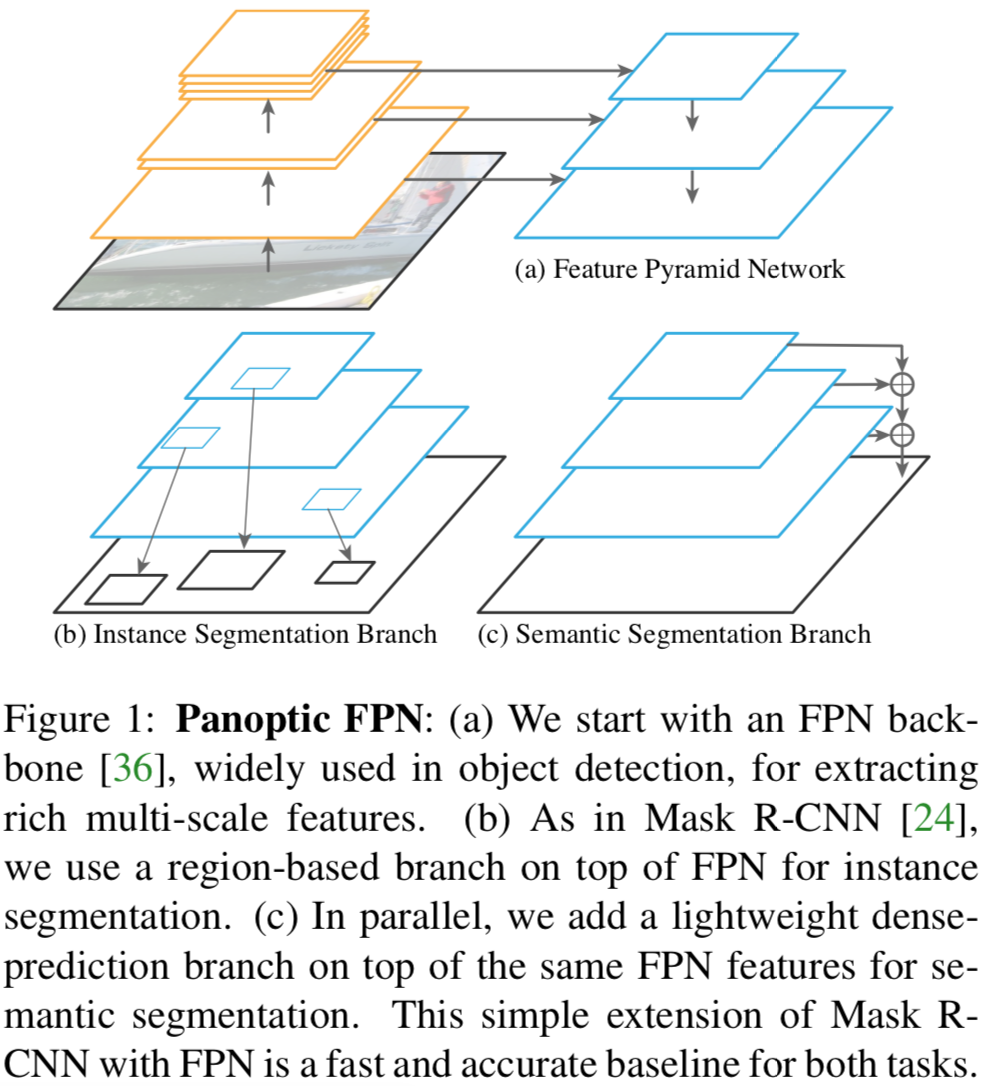 (a) Feature Pyramid Network
(b) Instance Segmentation Branch
(c) Semantic Segmentation Branch
Figure 1: Panoptic FPN: (a) We start with an FPN back-
bone [36], widely used in object detection, for extracting
rich multi-scale features. (b) As in Mask R-CNN [24],
we use a region-based branch on top of FPN for instance
segmentation. (c) In parallel, we add a lightweight dense-
prediction branch on top of the same FPN features for se-
mantic segmentation. This simple extension of Mask R-
CNN with FPN is a fast and accurate baseline for both tasks.